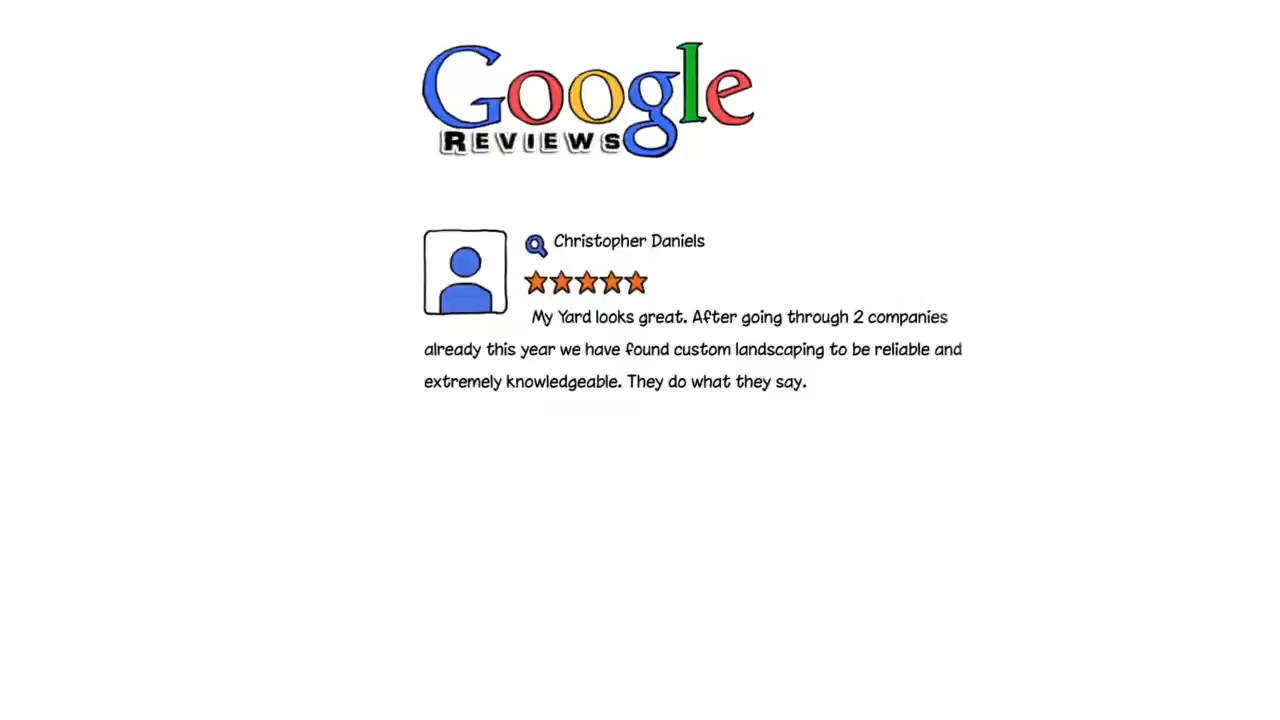 Google
REVIEWS
Christopher Daniels
My Yard looks great. After going through 2 companies
already this year we have found custom landscaping to be reliable and
extremely knowledgeable. They do what they say.